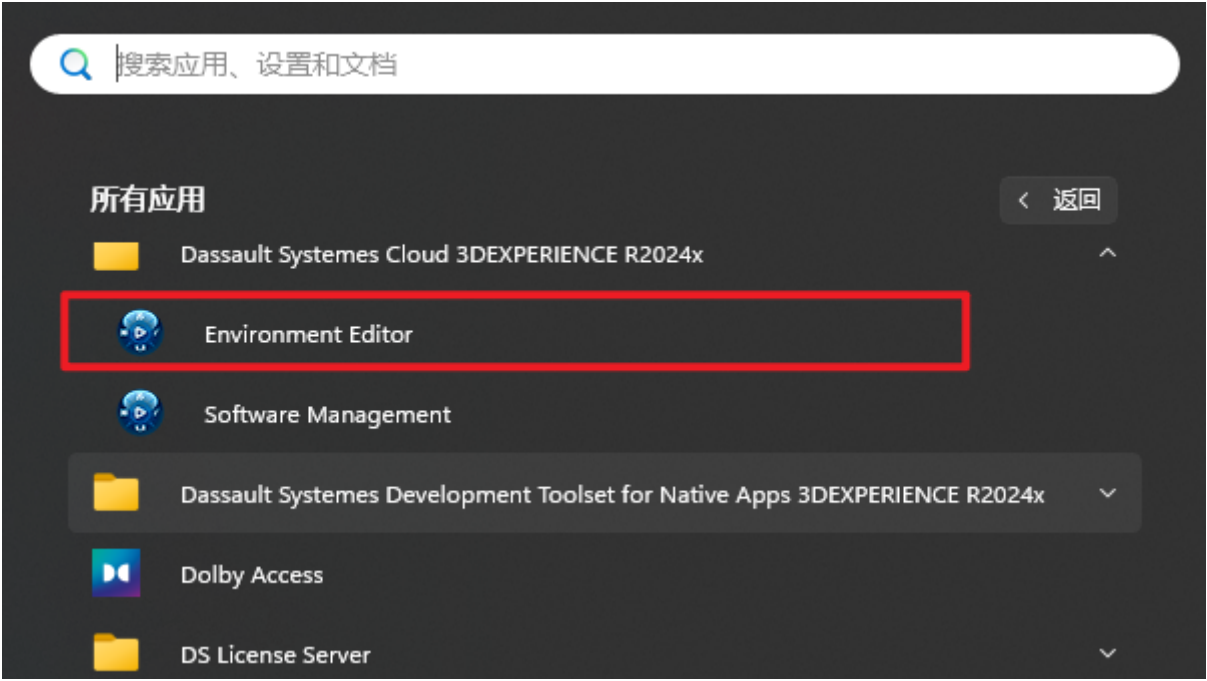 搜索应用、设置和文档
所有应用
返回
Dassault Systemes Cloud 3DEXPERIENCE R2024x
Environment Editor
Software Management
Dassault Systemes Development Toolset for Native Apps 3DEXPERIENCE R2024x
Dolby Access
DS License Server